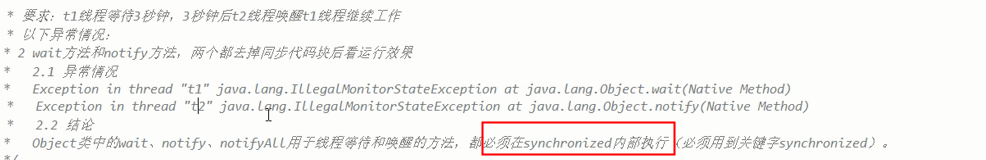 * 要求: t1线程等待3秒钟，3秒钟后t2线程唤醒t1线程继续工作
* 以下异常情况:
* 2 wait方法和notify方法，两个都去掉同步代码块后看运行效果
* 2.1 异常情况
* Exception in thread "t1" java.lang.IllegalMonitorStateException at java.lang.Object.wait(Native Method)
* Exception in thread "t2" java.lang.IllegalMonitorStateException at java.lang.Object.notify(Native Method)
* 2.2 结论
* Object类中的wait、notify、notifyAll用于线程等待和唤醒的方法，都必须在synchronized内部执行（必须用到关键字synchronized）。
*/